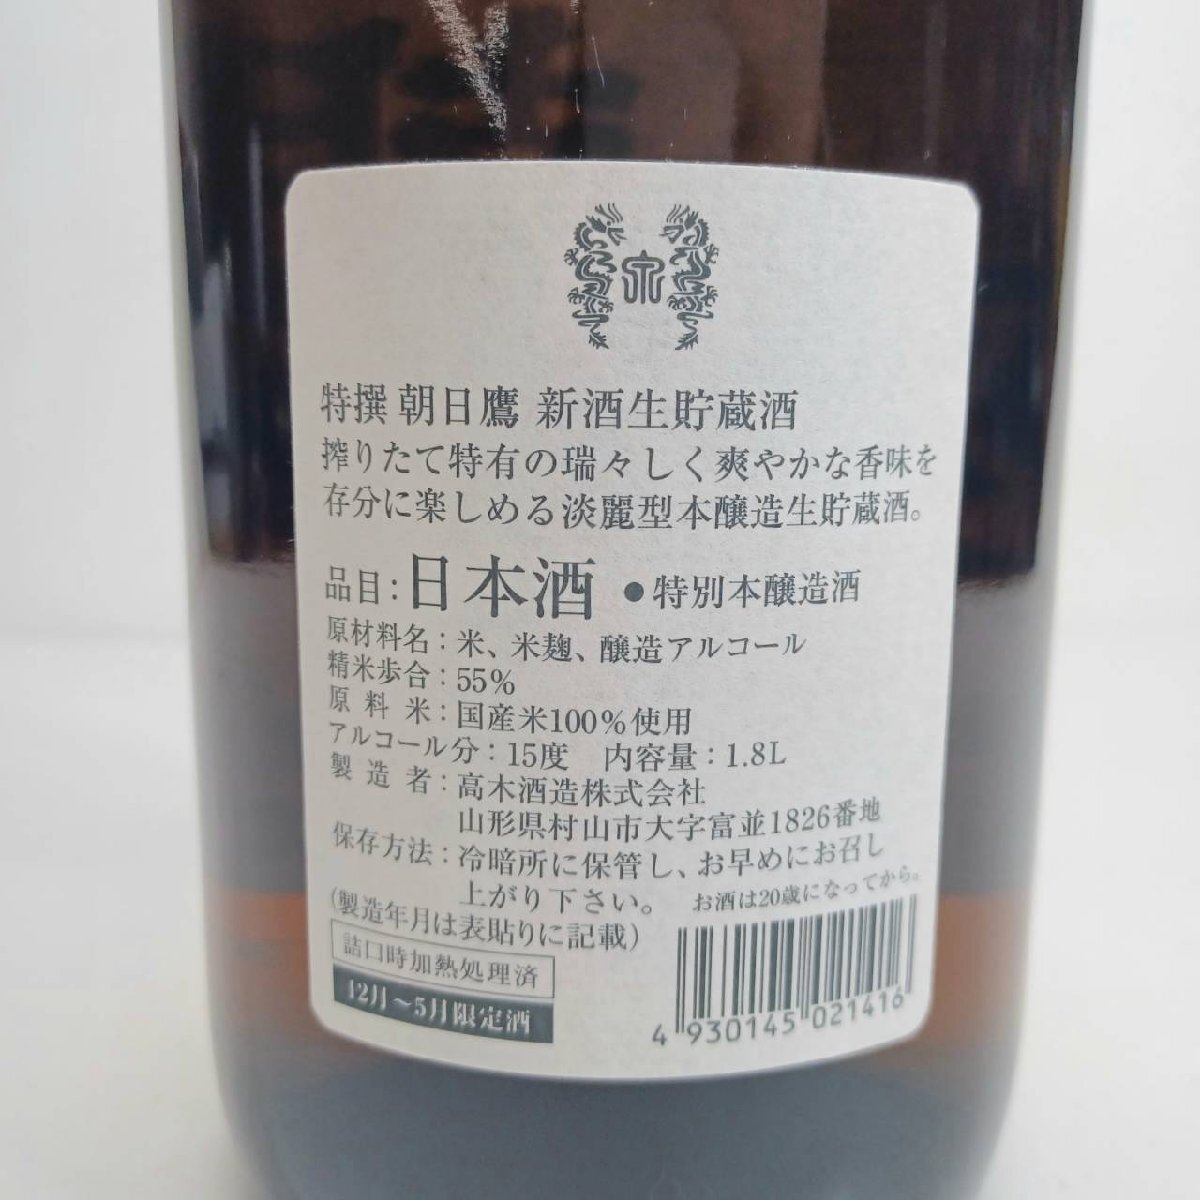 特撰 朝日鷹 新酒生貯蔵酒
搾りたて特有の瑞々しく爽やかな香味を
存分に楽しめる淡麗型本醸造生貯蔵酒。
品目:日本酒 ●特別本醸造酒
原材料名:米、米麹、醸造アルコール
精米歩合:55%
原料米:国産米100%使用
アルコール分:15度 内容量:1.8L
製造者:高木酒造株式会社
山形県村山市大字富並1826番地
保存方法:冷暗所に保管し、お早めにお召し
上がり下さい。 お酒は20歳になってから。
(製造年月は表貼りに記載)
詰口時加熱処理済
12月～5月限定酒
4 930145 021416